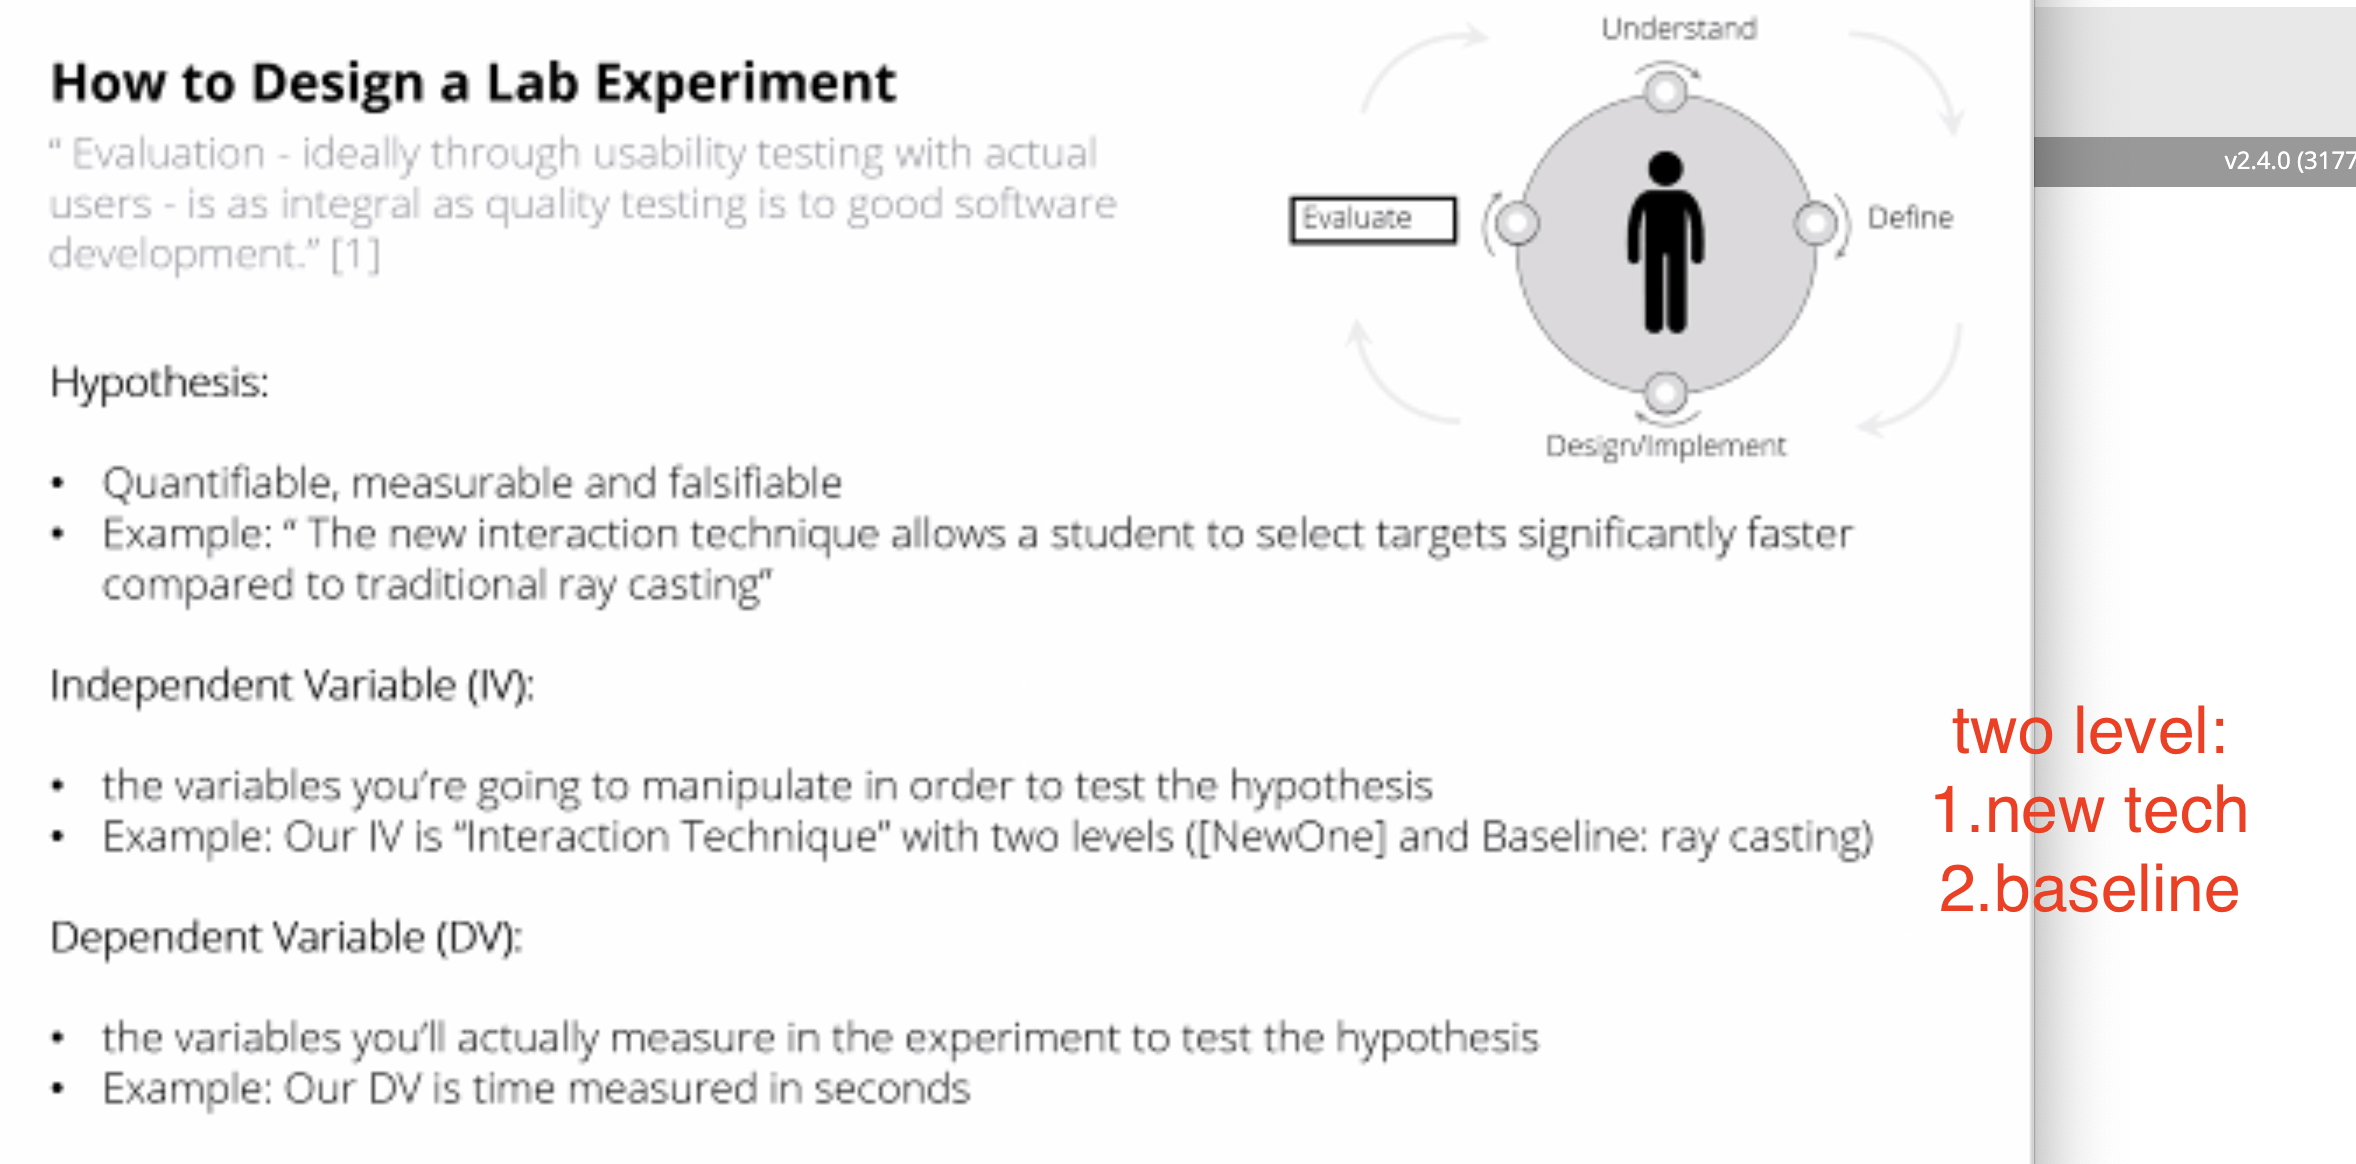 Understand
How to Design a Lab Experiment
“ Evaluation - ideally through usability testing with actual
users - is as integral as quality testing is to good software
development.” [1]
v2.4.0 (3177
Evaluate
Define
Design/Implement
Hypothesis:
• Quantifiable, measurable and falsifiable
• Example: “ The new interaction technique allows a student to select targets significantly faster
compared to traditional ray casting”
Independent Variable (IV):
• the variables you’re going to manipulate in order to test the hypothesis
• Example: Our IV is “Interaction Technique” with two levels ([NewOne] and Baseline: ray casting)
two level:
1.new tech
2.baseline
Dependent Variable (DV):
• the variables you’ll actually measure in the experiment to test the hypothesis
• Example: Our DV is time measured in seconds